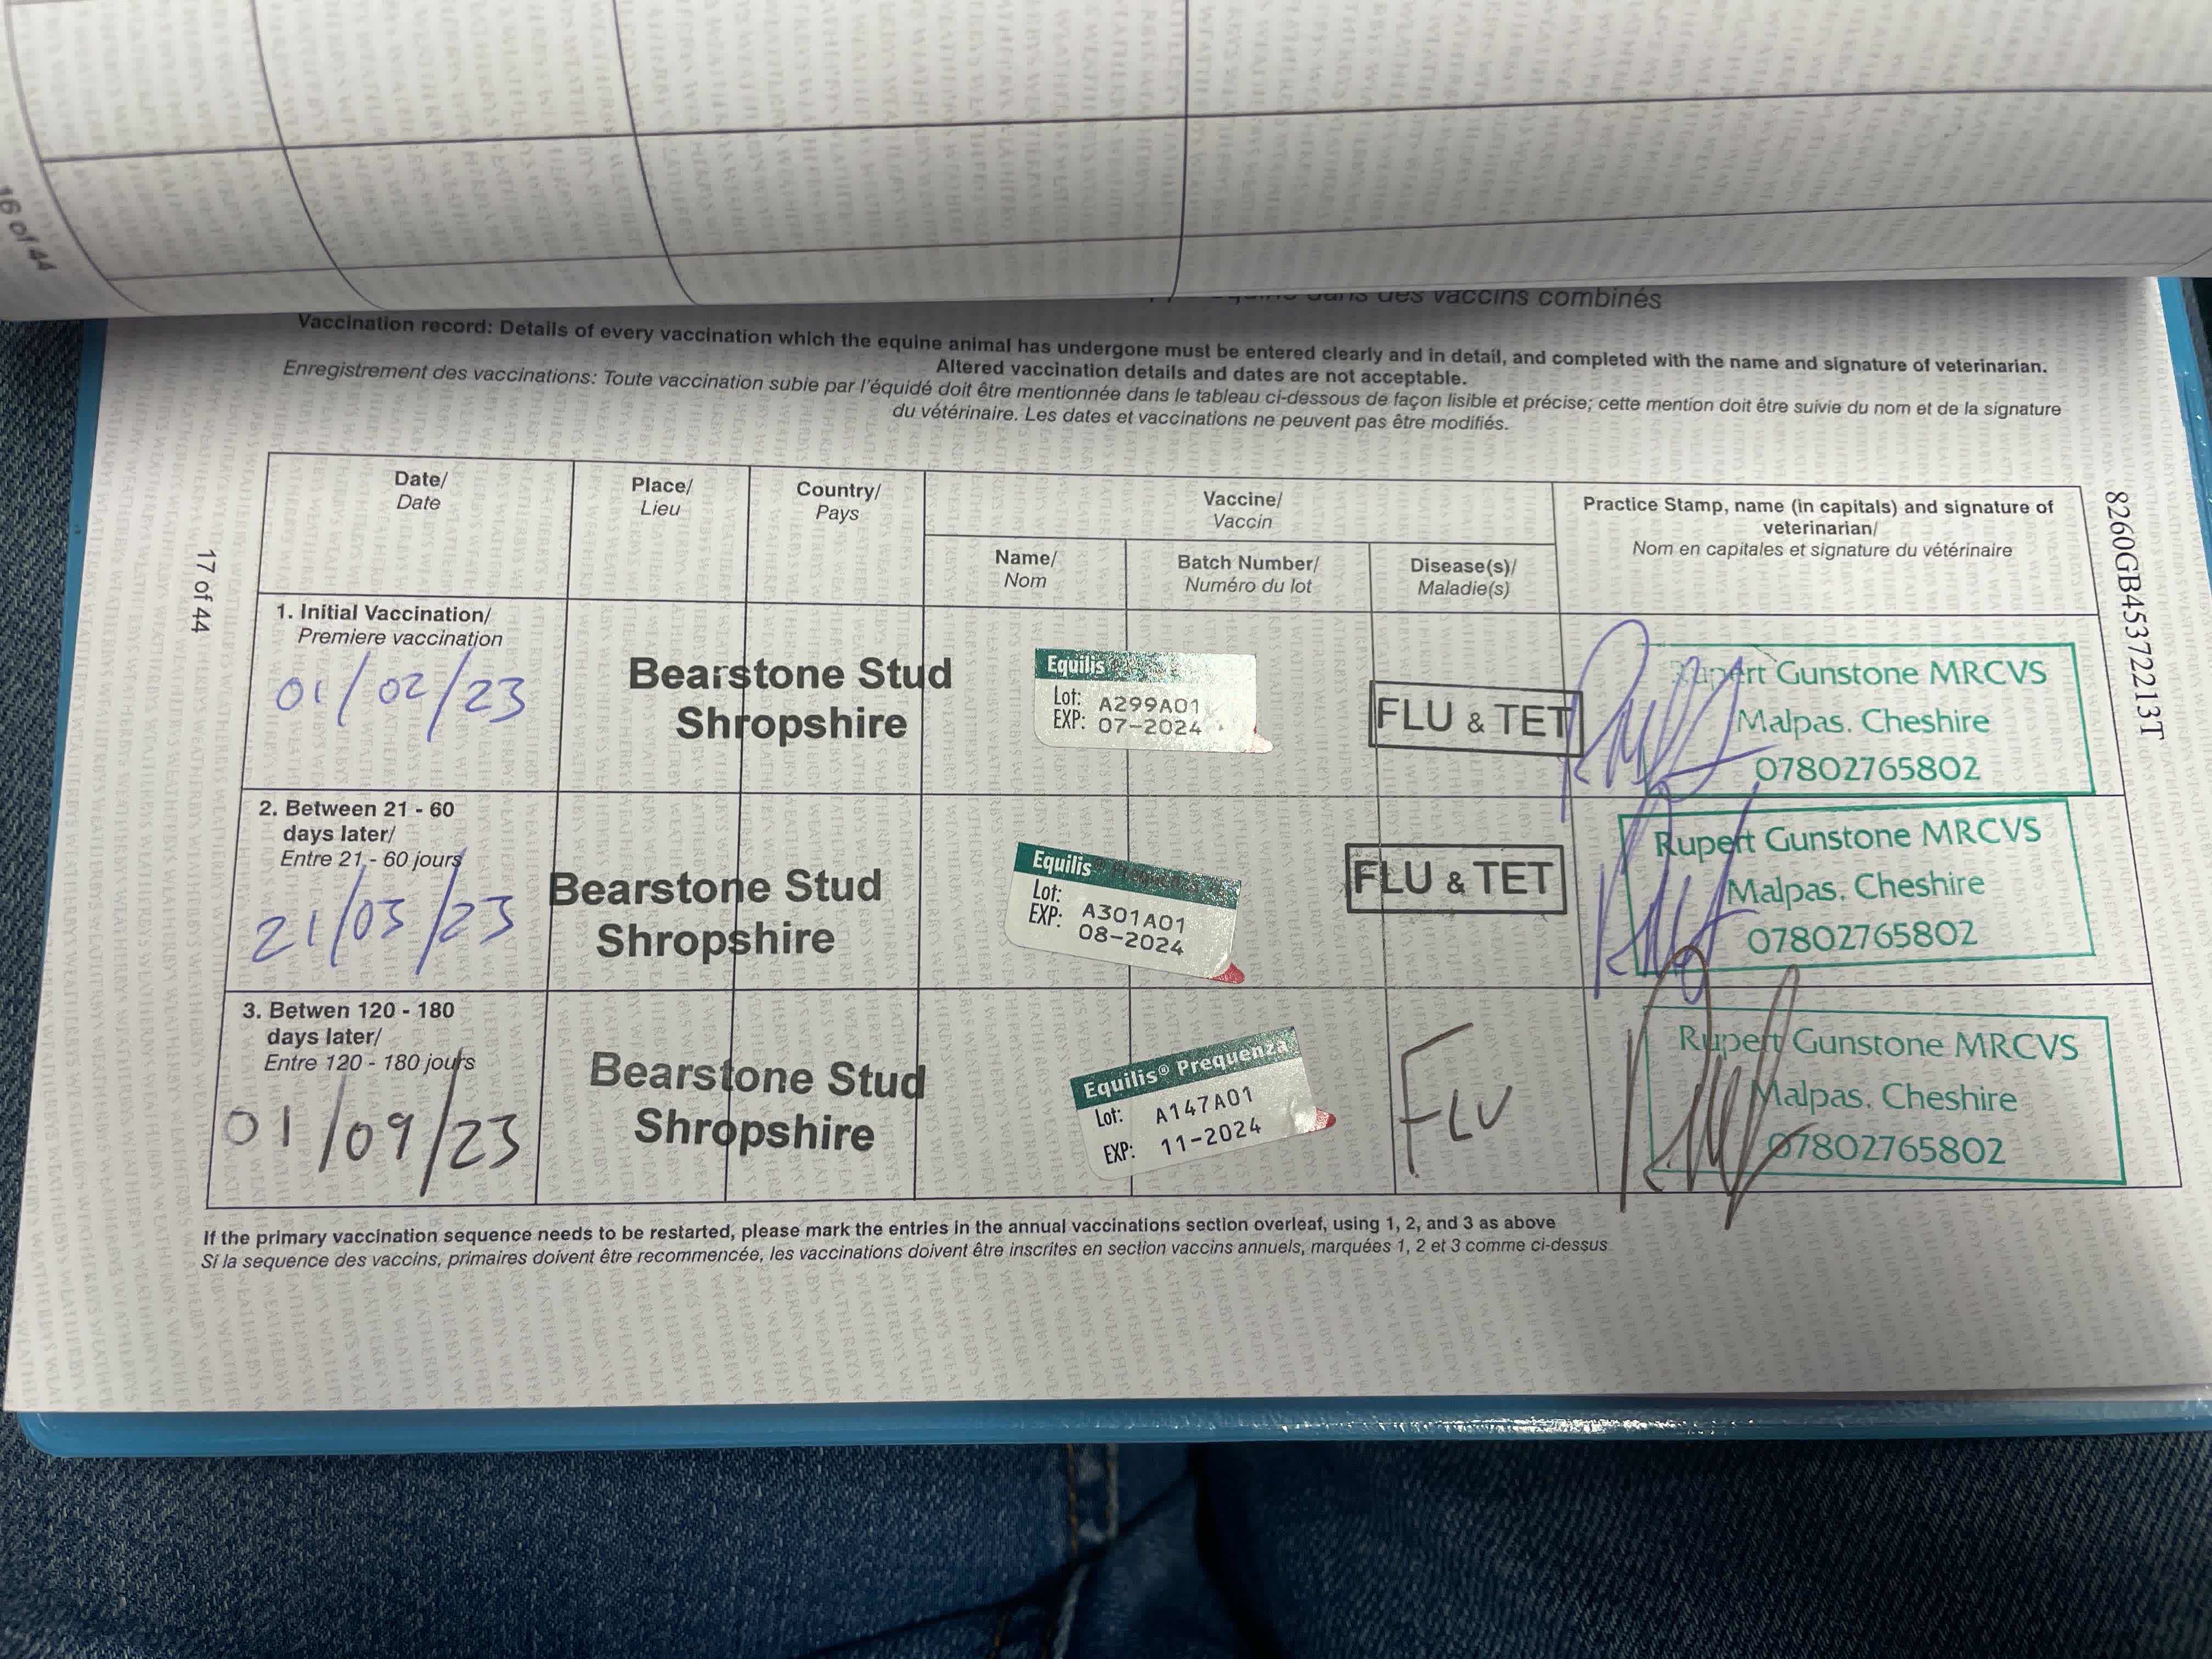 16 of 44
dans des vaccins combinés
Vaccination record: Details of every vaccination which the equine animal has undergone must be entered clearly and in detail, and completed with the name and signature of veterinarian.
Altered vaccination details and dates are not acceptable.
Enregistrement des vaccinations: Toute vaccination subie par l'équidé doit être mentionnée dans le tableau ci-dessous de façon lisible et précise; cette mention doit être suivie du nom et de la signature
du vétérinaire. Les dates et vaccinations ne peuvent pas être modifiés.
17 of 44
8260GB45372213T
Date/
Date
Place/
Lieu
Country/
Pays
Vaccine/
Vaccin
Name/
Nom
Batch Number/
Numéro du lot
Disease(s)/
Maladie(s)
Practice Stamp, name (in capitals) and signature of
veterinarian/
Nom en capitales et signature du vétérinaire
1. Initial Vaccination/
Premiere vaccination
01/02/23
Bearstone Stud
Shropshire
Equilis
Lot: A299A01
EXP: 07-2024
FLU & TET
Rupert Gunstone MRCVS
Malpas. Cheshire
07802765802
2. Between 21 - 60
days later/
Entre 21 - 60 jours
21/03/23
Bearstone Stud
Shropshire
Equilis
Lot: A301A01
EXP: 08-2024
FLU & TET
Rupert Gunstone MRCVS
Malpas. Cheshire
07802765802
3. Betwen 120 - 180
days later/
Entre 120 - 180 jours
01/09/23
Bearstone Stud
Shropshire
Equilis® Prequenza
Lot: A147A01
EXP: 11-2024
FLU
Rupert Gunstone MRCVS
Malpas. Cheshire
07802765802
If the primary vaccination sequence needs to be restarted, please mark the entries in the annual vaccinations section overleaf, using 1, 2, and 3 as above
Si la sequence des vaccins, primaires doivent être recommencée, les vaccinations doivent être inscrites en section vaccins annuels, marquées 1, 2 et 3 comme ci-dessus